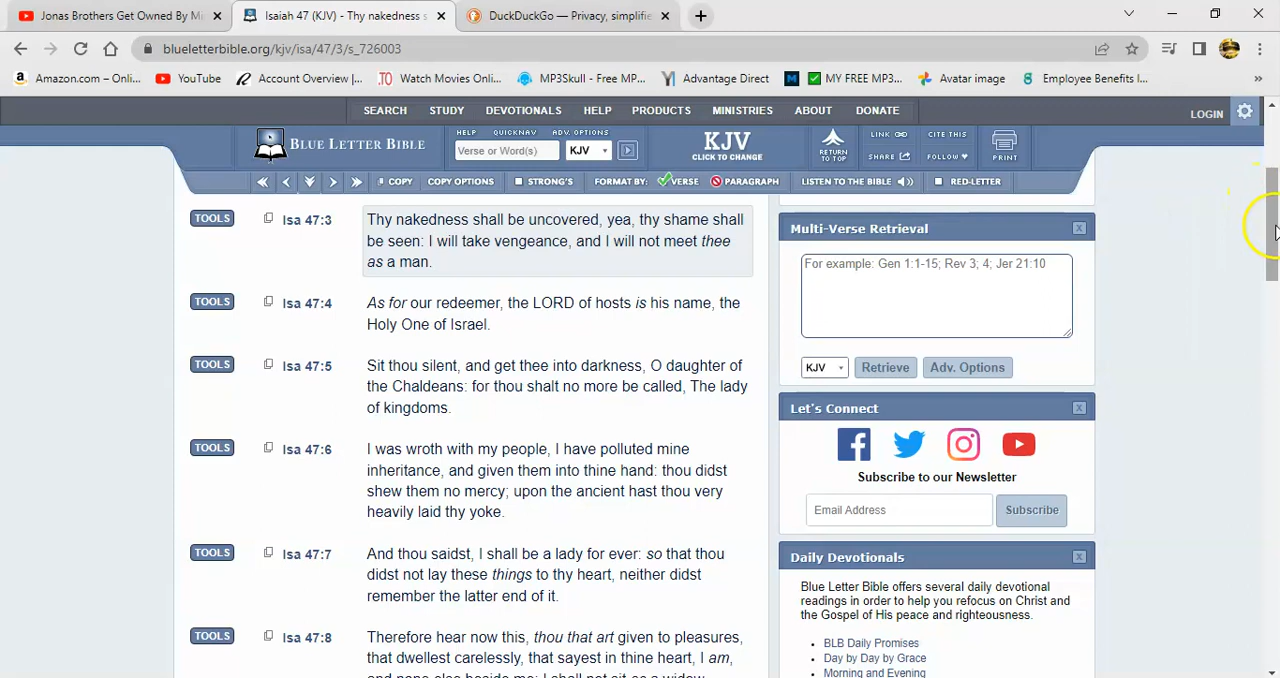 Jonas Brothers Get Owned By Mi
Isaiah 47 (KJV) - Thy nakedness s
DuckDuckGo — Privacy, simplifie
blueletterbible.org/kjv/isa/47/3/s_726003
Amazon.com – Onli...
YouTube
Account Overview |...
Watch Movies Onlin...
MP3Skull - Free MP...
Advantage Direct
MY FREE MP3...
Avatar image
Employee Benefits I...
SEARCH STUDY DEVOTIONALS HELP PRODUCTS MINISTRIES ABOUT DONATE
LOGIN
BLUE LETTER BIBLE
HELP QUICKNAV ADV. OPTIONS
Verse or Word(s)
KJV
KJV
CLICK TO CHANGE
RETURN TO TOP
LINK
SHARE
CITE THIS
FOLLOW
PRINT
COPY COPY OPTIONS STRONG'S FORMAT BY: VERSE PARAGRAPH LISTEN TO THE BIBLE RED-LETTER
TOOLS Isa 47:3 Thy nakedness shall be uncovered, yea, thy shame shall
be seen: I will take vengeance, and I will not meet thee
as a man.
TOOLS Isa 47:4 As for our redeemer, the LORD of hosts is his name, the
Holy One of Israel.
TOOLS Isa 47:5 Sit thou silent, and get thee into darkness, O daughter of
the Chaldeans: for thou shalt no more be called, The lady
of kingdoms.
TOOLS Isa 47:6 I was wroth with my people, I have polluted mine
inheritance, and given them into thine hand: thou didst
shew them no mercy; upon the ancient hast thou very
heavily laid thy yoke.
TOOLS Isa 47:7 And thou saidst, I shall be a lady for ever: so that thou
didst not lay these things to thy heart, neither didst
remember the latter end of it.
TOOLS Isa 47:8 Therefore hear now this, thou that art given to pleasures,
that dwellest carelessly, that sayest in thine heart, I am,
and none else beside me; I shall not sit as a widow
Multi-Verse Retrieval
For example: Gen 1:1-15; Rev 3; 4; Jer 21:10
KJV Retrieve Adv. Options
Let's Connect
Subscribe to our Newsletter
Email Address Subscribe
Daily Devotionals
Blue Letter Bible offers several daily devotional
readings in order to help you refocus on Christ and
the Gospel of His peace and righteousness.
BLB Daily Promises
Day by Day by Grace
Morning and Evening